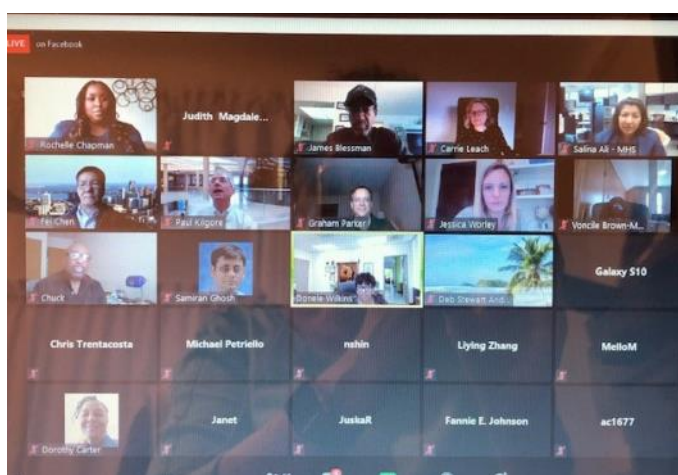 LIVE on Facebook
Rochelle Chapman
Judith Magdale...
James Blessman
Carrie Leach
Salina Ali - MHS
Fei Chen
Paul Kilgore
Graham Parker
Jessica Worley
Voncile Brown-M...
Chuck
Samiran Ghosh
Donele Wilkins
Deb Stewart And...
Galaxy S10
Chris Trentacosta
Michael Petriello
nshin
Liying Zhang
MelloM
Dorothy Carter
Janet
JuskaR
Fannie E. Johnson
ac1677